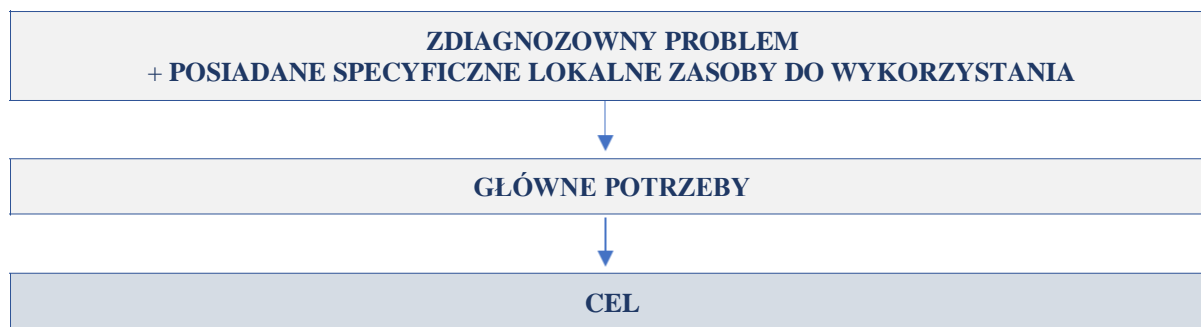 ZDIAGNOZOWNY PROBLEM
+ POSIADANE SPECYFICZNE LOKALNE ZASOBY DO WYKORZYSTANIA
GŁÓWNE POTRZEBY
CEL